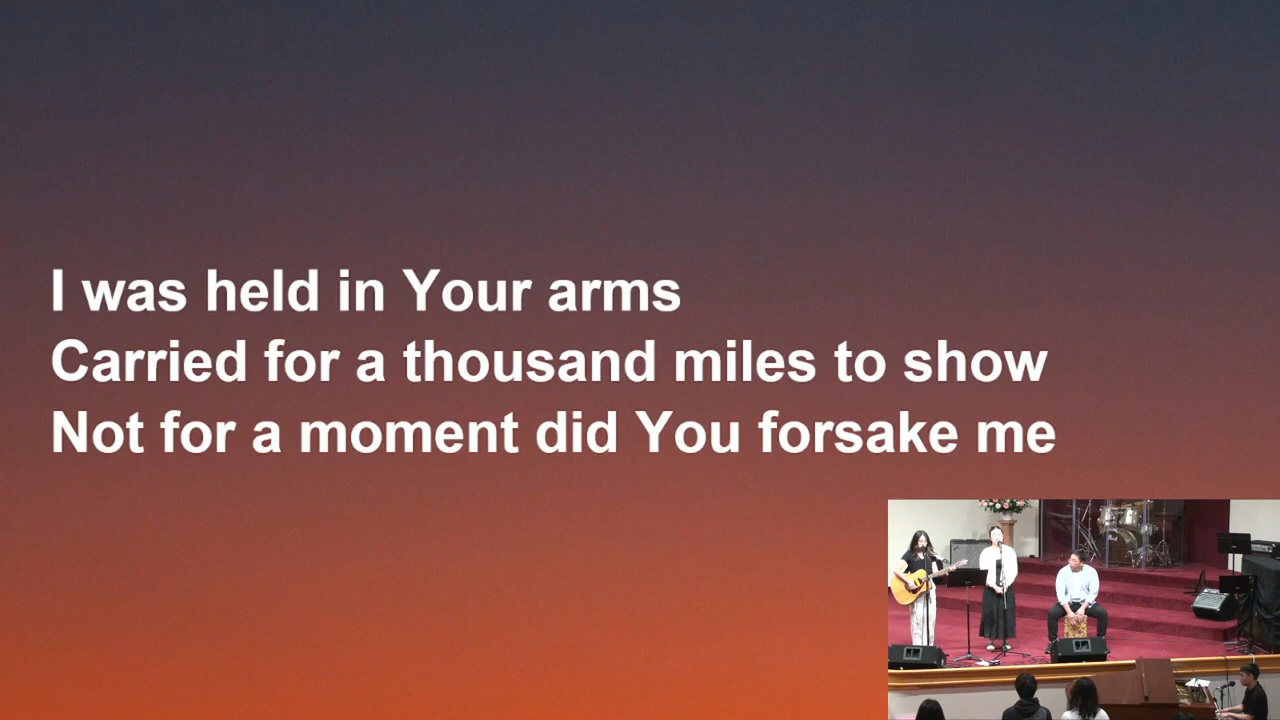 I was held in Your arms
Carried for a thousand miles to show
Not for a moment did You forsake me